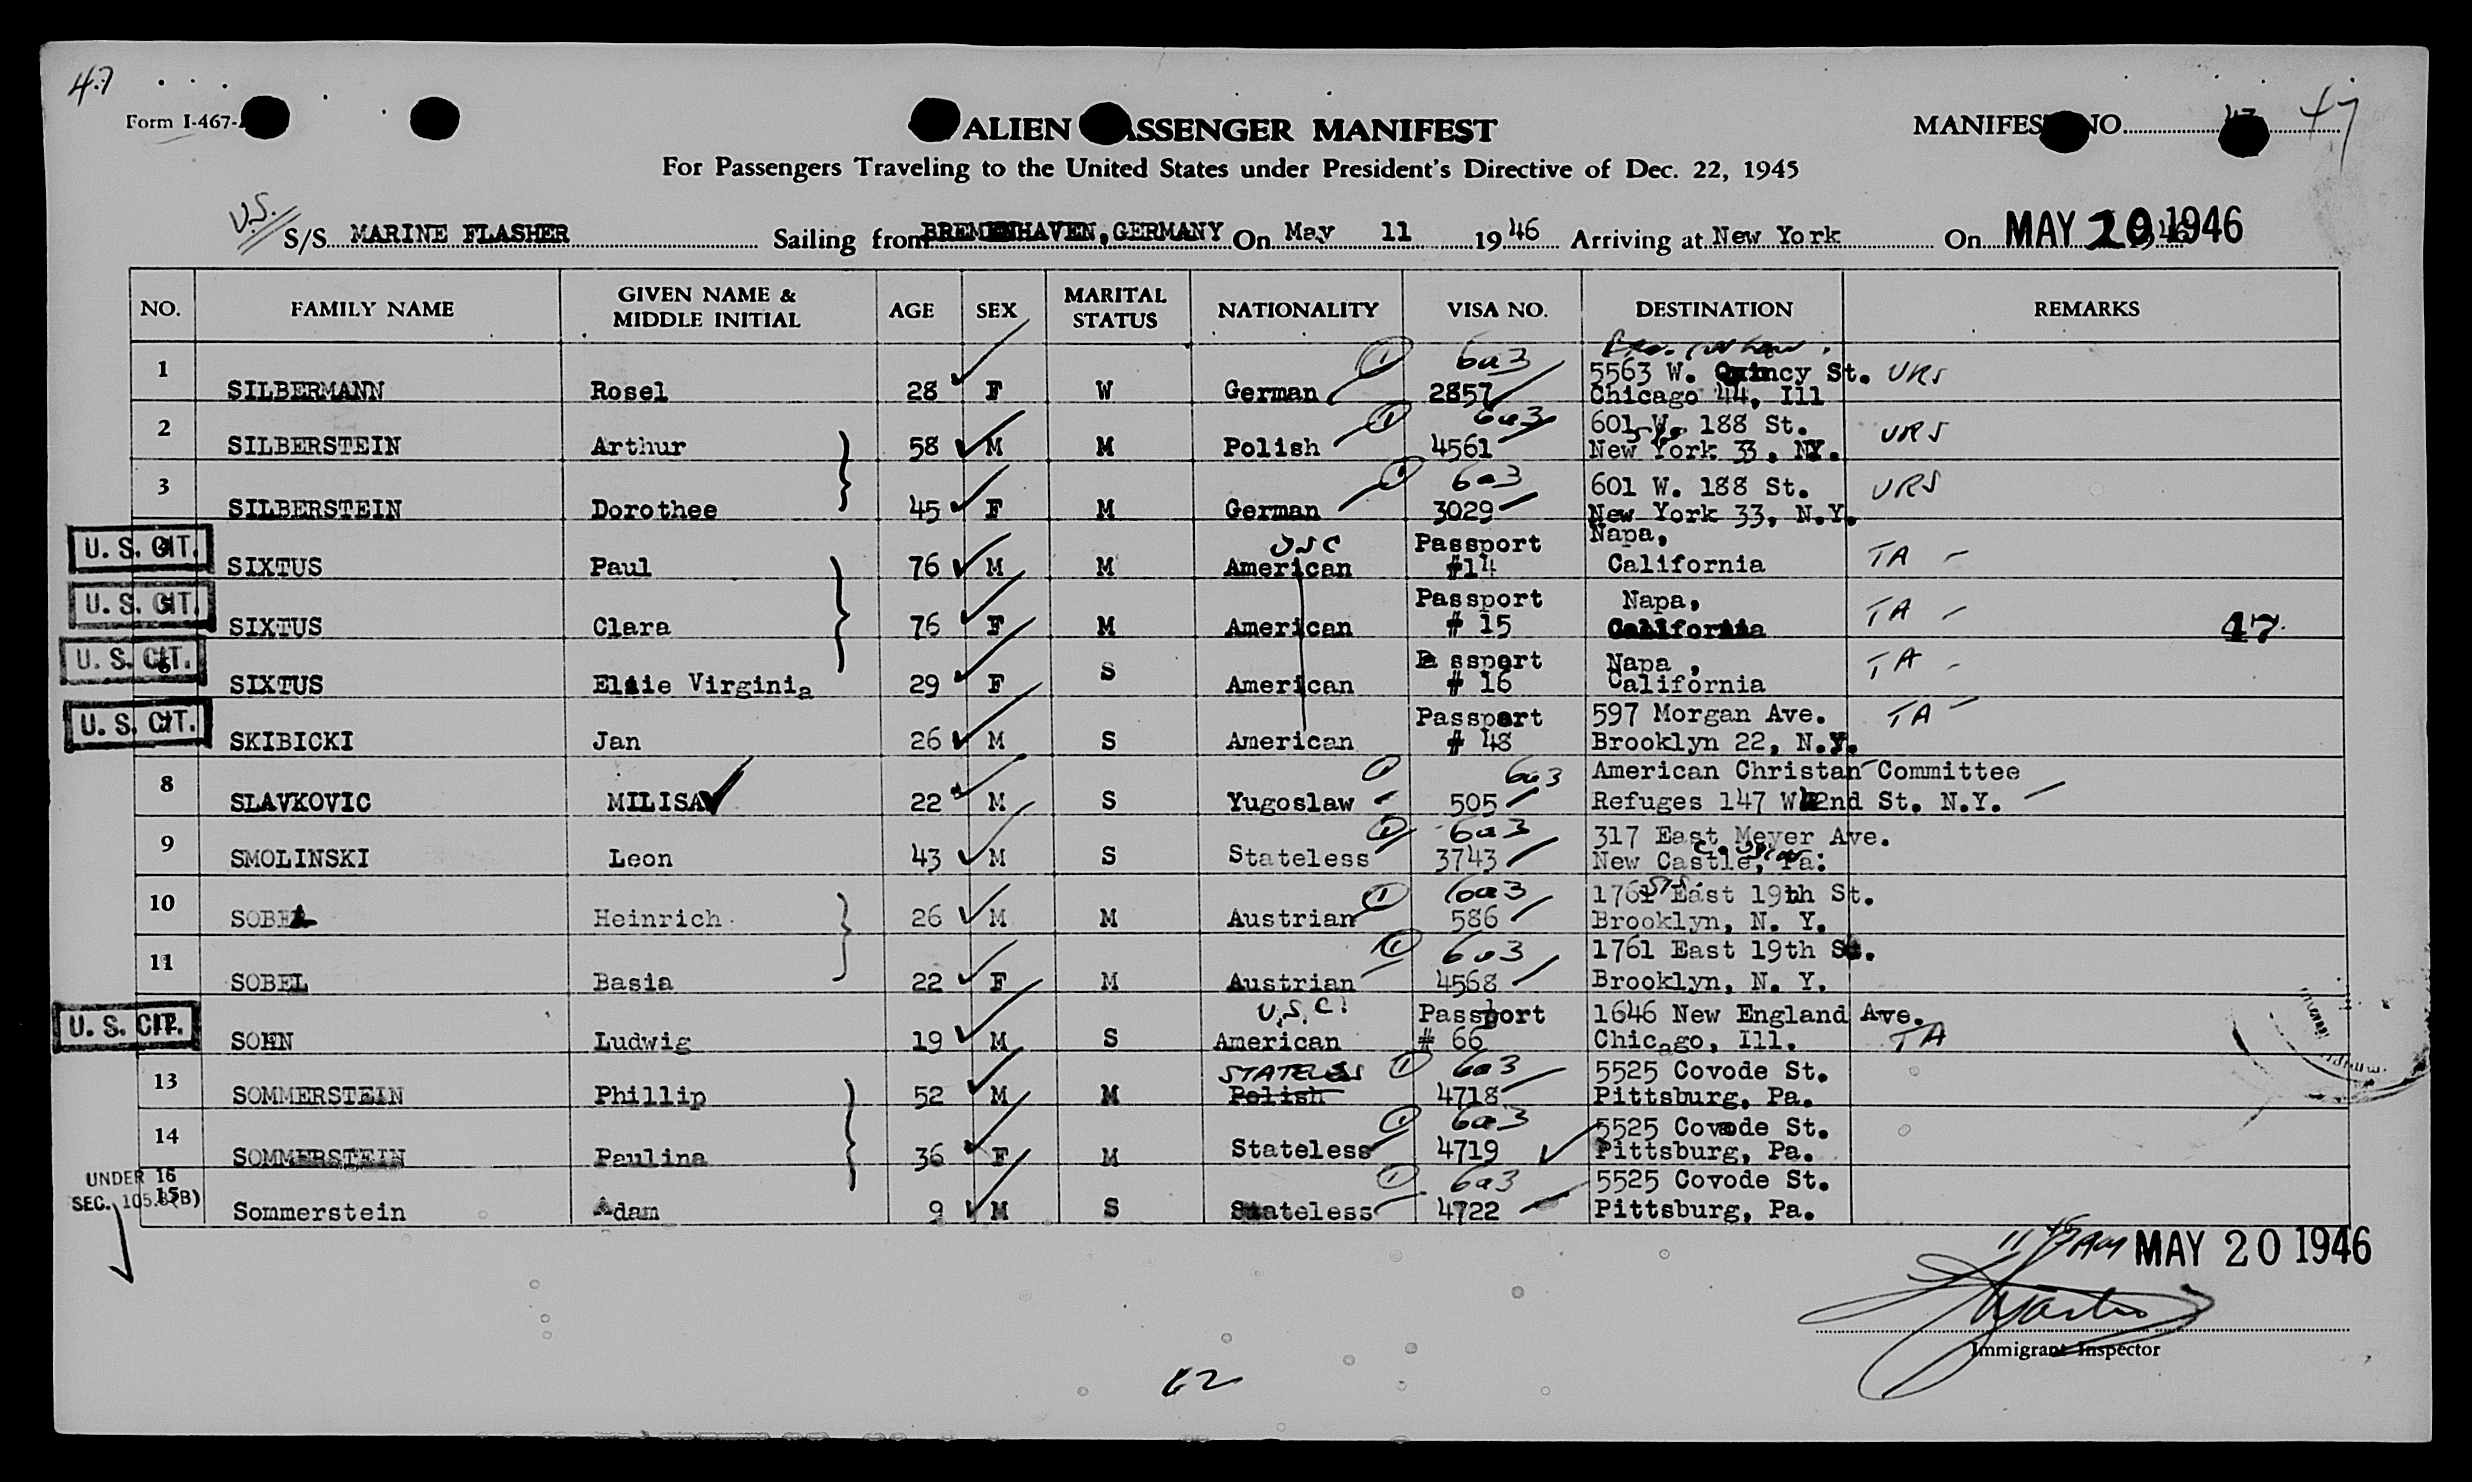 47
Form I-467-
ALIEN PASSENGER MANIFEST
MANIFEST NO. 47 47
For Passengers Traveling to the United States under President's Directive of Dec. 22, 1945
U.S.
S/S MARINE FLASHER Sailing from BREMENHAVEN, GERMANY On May 11 1946 Arriving at New York On MAY 20 1946
NO. FAMILY NAME GIVEN NAME & MIDDLE INITIAL AGE SEX MARITAL STATUS NATIONALITY VISA NO. DESTINATION REMARKS
1 6a3 5563 W. Quincy St. URS
SILBERMANN Rosel 28 F W German 2857 Chicago 44, Ill
2 6a3 601 W. 188 St. URS
SILBERSTEIN Arthur 58 M M Polish 4561 New York 33, NY.
3 6a3 601 W. 188 St. URS
SILBERSTEIN Dorothee 45 F M German 3029 New York 33, N.Y.
U. S. CIT. USC Passport Napa, TA -
SIXTUS Paul 76 M M American #14 California
U. S. CIT. Passport Napa, TA -
SIXTUS Clara 76 F M American # 15 California 47
U. S. CIT. Passport Napa, TA -
SIXTUS Elsie Virginia 29 F S American # 16 California
U. S. CIT. Passport 597 Morgan Ave. TA -
SKIBICKI Jan 26 M S American # 48 Brooklyn 22, N.Y.
8 6a3 American Christan Committee
SLAVKOVIC MILISA 22 M S Yugoslaw 505 Refuges 147 W 42nd St. N.Y.
9 6a3 317 East Meyer Ave.
SMOLINSKI Leon 43 M S Stateless 3743 New Castle, Pa.
10 6a3 1761 East 19th St.
SOBEL Heinrich 26 M M Austrian 586 Brooklyn, N. Y.
11 6a3 1761 East 19th St.
SOBEL Basia 22 F M Austrian 4568 Brooklyn, N. Y.
U. S. CIT. 12 U.S.C. Passport 1646 New England Ave.
SOHN Ludwig 19 M S American # 66 Chicago, Ill. TA
13 STATELESS 6a3 5525 Covode St.
SOMMERSTEIN Phillip 52 M M Polish 4718 Pittsburg, Pa.
14 6a3 5525 Covode St.
SOMMERSTEIN Paulina 36 F M Stateless 4719 Pittsburg, Pa.
UNDER 16
SEC. 105.3(B) 15 6a3 5525 Covode St.
Sommerstein Adam 9 M S Stateless 4722 Pittsburg, Pa.
11 45 AM MAY 20 1946
Immigrant Inspector
62